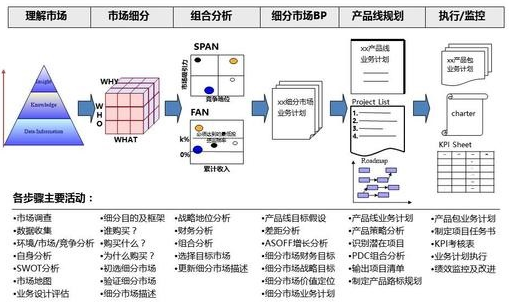 理解市场
市场细分
组合分析
细分市场BP
产品线规划
执行/监控
Insight
Knowledge
Data Information
WHY
WHO
WHAT
SPAN
市场吸引力
竞争地位
FAN
k%
0%
累计收入
xx细分市场
业务计划
xx产品线
业务计划
Project List
1.
2.
3.
4.
Roadmap
xx产品包
业务计划
charter
KPI Sheet
各步骤主要活动：
•市场调查
•数据收集
•环境/市场/竞争分析
•自身分析
•SWOT分析
•市场地图
•业务设计评估
•细分目的及框架
•谁购买？
•购买什么？
•为什么购买？
•初选细分市场
•验证细分市场
•细分市场描述
•战略地位分析
•财务分析
•组合分析
•选择目标市场
•更新细分市场描述
•产品线目标假设
•差距分析
•ASOFF增长分析
•细分市场财务目标
•细分市场战略目标
•细分市场价值定位
•细分市场业务计划
•产品线业务计划
•产品策略分析
•识别潜在项目
•PDC组合分析
•输出项目清单
•制定产品路标规划
•产品包业务计划
•制定项目任务书
•KPI考核表
•业务计划执行
•绩效监控及改进